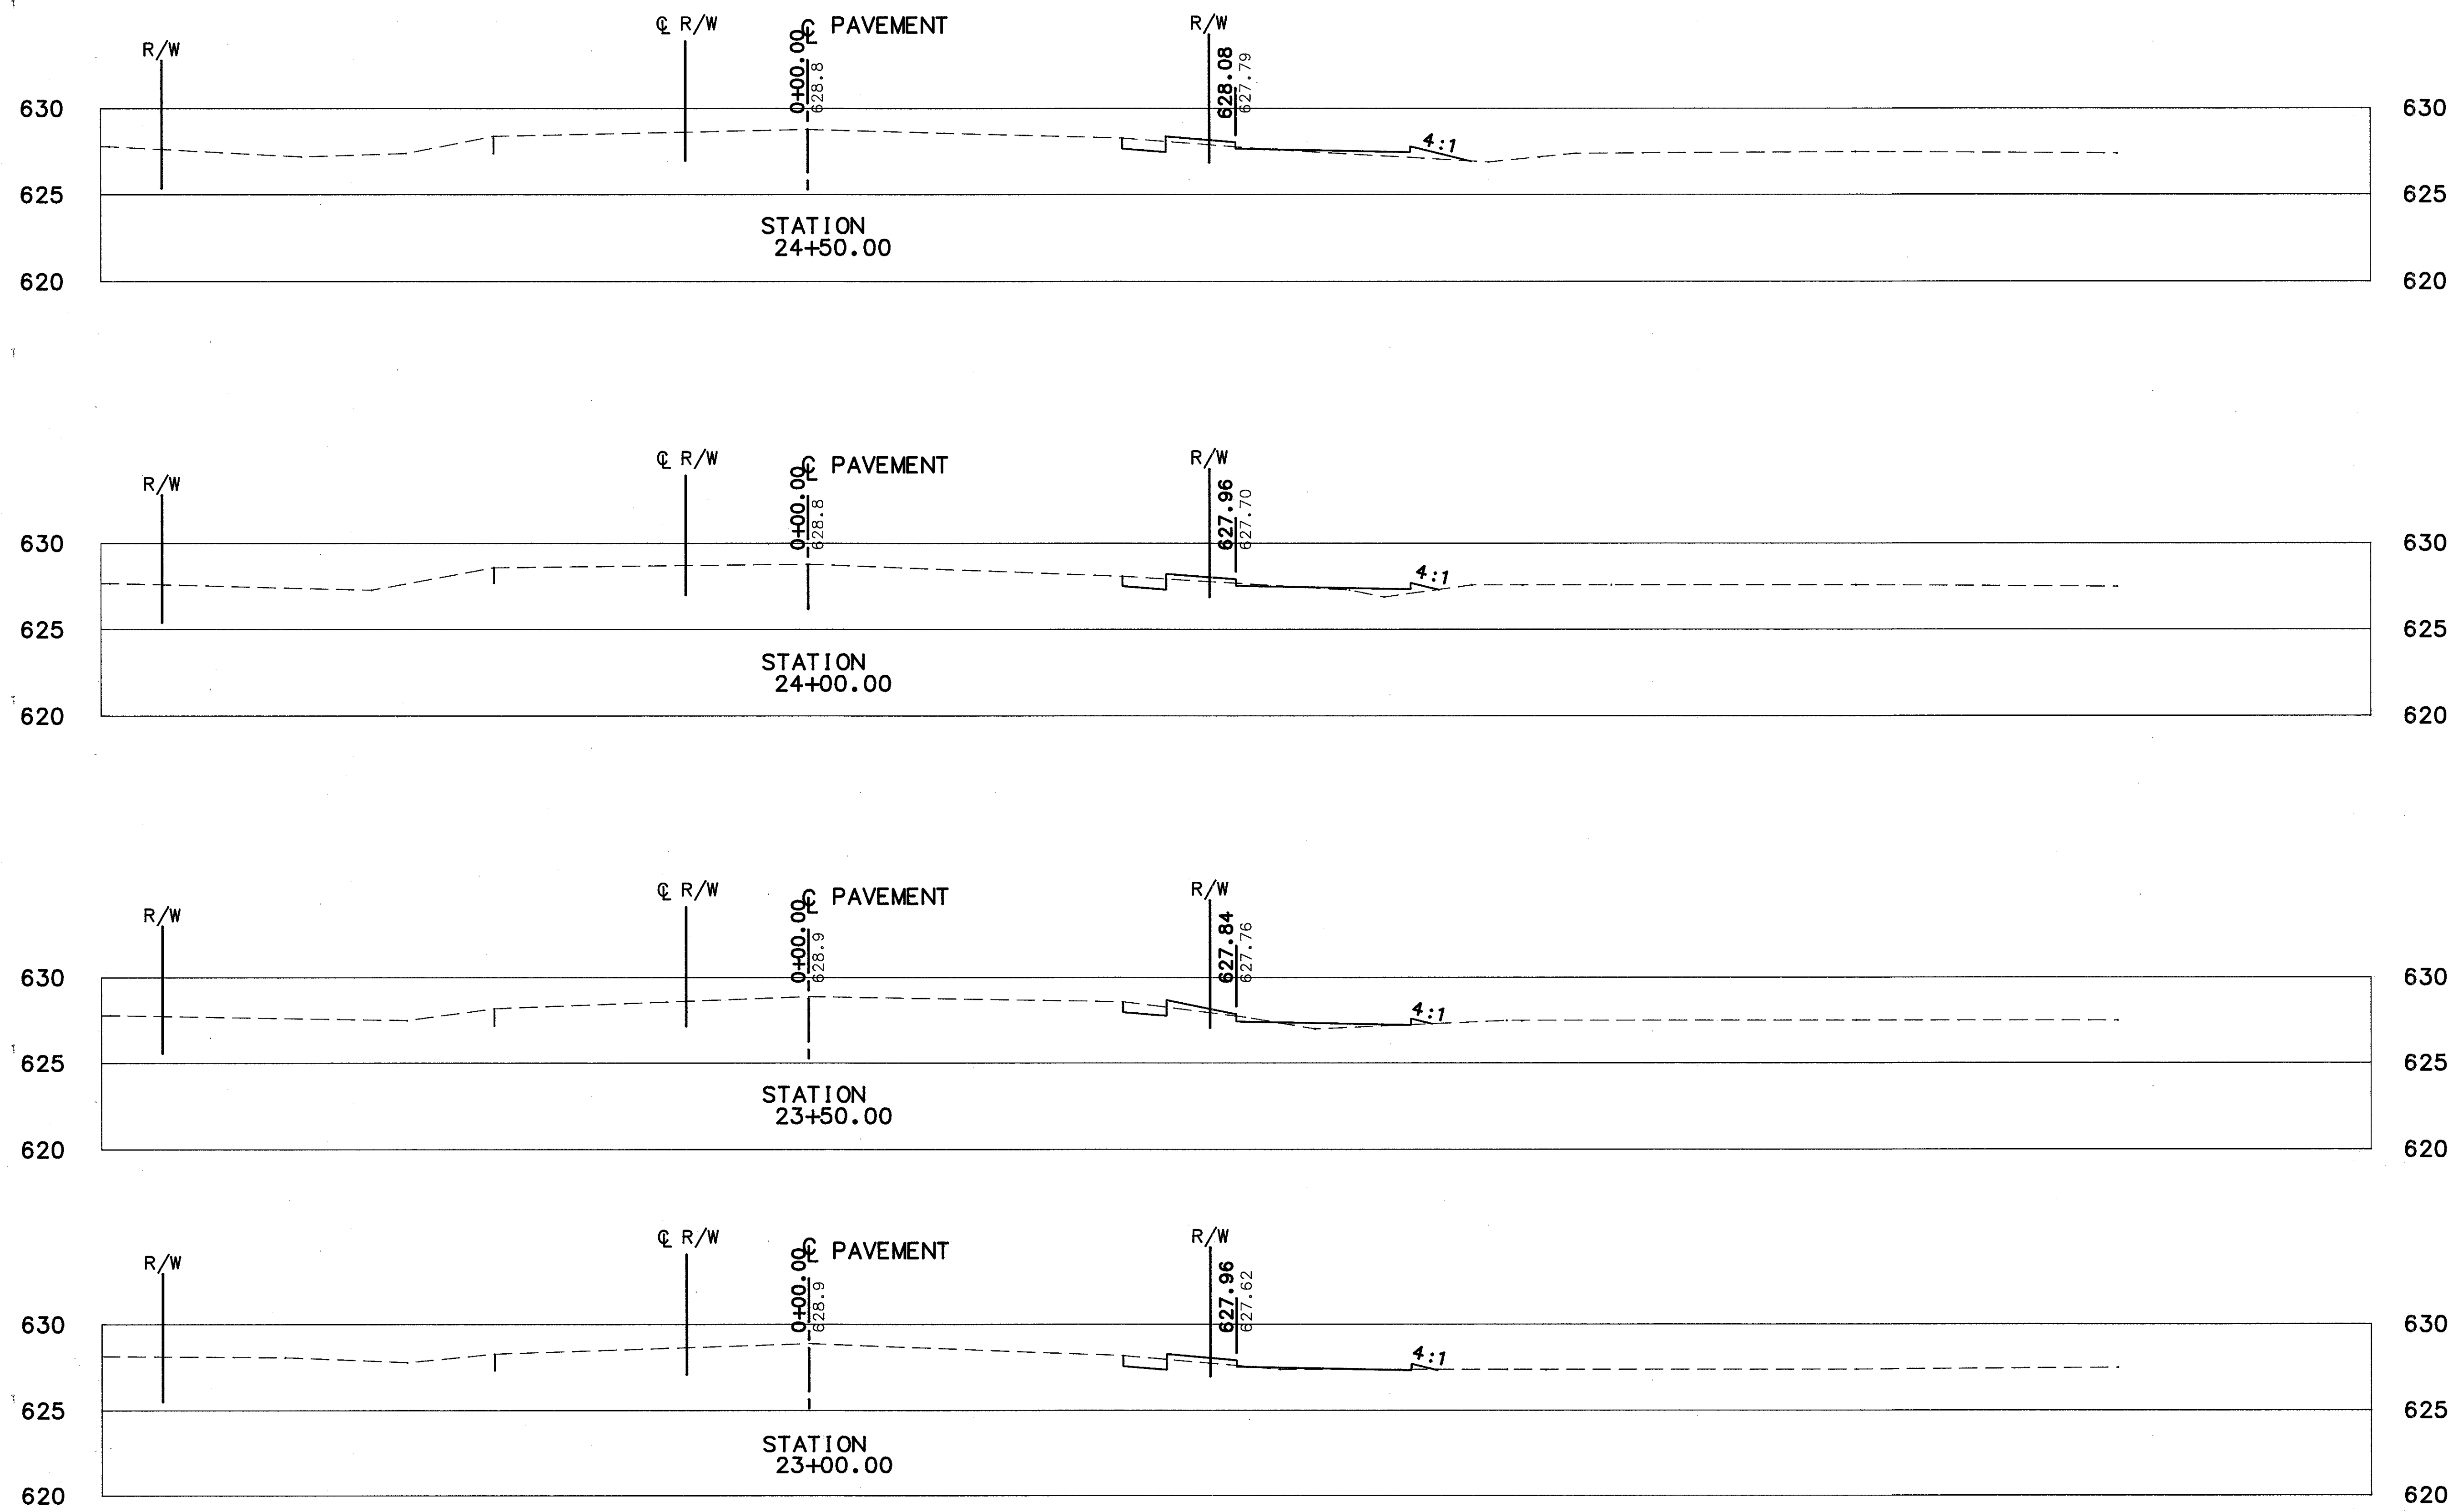 ℄ R/W
℄ PAVEMENT
R/W
R/W
0+00.00
628.8
628.08
627.79
630
630
4:1
625
625
STATION
24+50.00
620
620
℄ R/W
℄ PAVEMENT
R/W
R/W
0+00.00
628.8
627.96
627.70
630
630
4:1
625
625
STATION
24+00.00
620
620
℄ R/W
℄ PAVEMENT
R/W
R/W
0+00.00
628.9
627.84
627.76
630
630
4:1
625
625
STATION
23+50.00
620
620
℄ R/W
℄ PAVEMENT
R/W
R/W
0+00.00
628.9
627.96
627.62
630
630
4:1
625
625
STATION
23+00.00
620
620